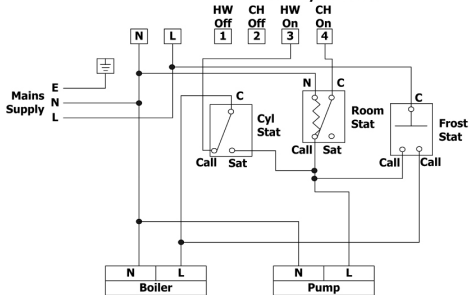 HW CH HW CH
Off Off On On
N L 1 2 3 4
E
Mains
Supply
N
L
N C
C
C
Cyl
Stat
Room
Stat
Frost
Stat
Call Sat
Call Sat
Call Call
N L
Boiler
N L
Pump